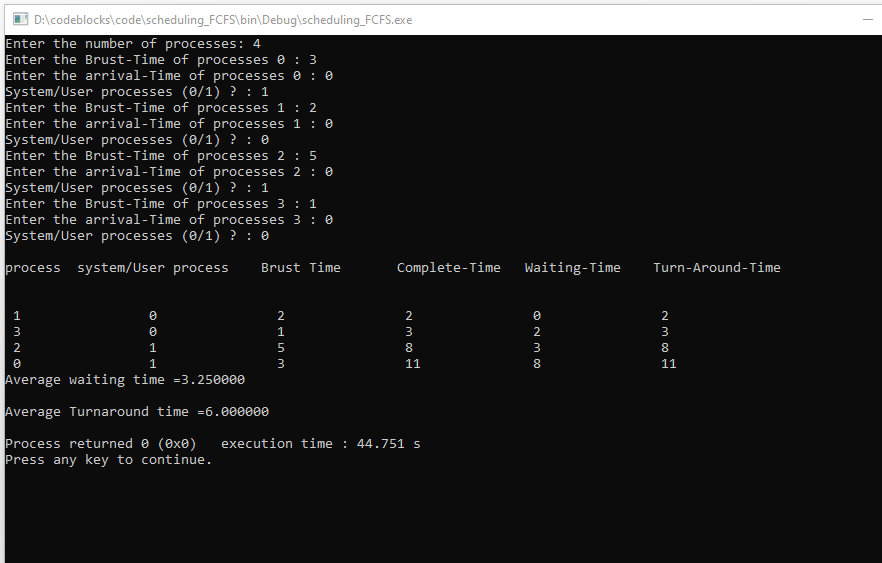 D:\codeblocks\code\scheduling_FCFS\bin\Debug\scheduling_FCFS.exe
Enter the number of processes: 4
Enter the Brust-Time of processes 0 : 3
Enter the arrival-Time of processes 0 : 0
System/User processes (0/1) ? : 1
Enter the Brust-Time of processes 1 : 2
Enter the arrival-Time of processes 1 : 0
System/User processes (0/1) ? : 0
Enter the Brust-Time of processes 2 : 5
Enter the arrival-Time of processes 2 : 0
System/User processes (0/1) ? : 1
Enter the Brust-Time of processes 3 : 1
Enter the arrival-Time of processes 3 : 0
System/User processes (0/1) ? : 0
process  system/User process    Brust Time       Complete-Time   Waiting-Time    Turn-Around-Time
 1                0               2               2               0               2
 3                0               1               3               2               3
 2                1               5               8               3               8
 0                1               3               11              8               11
Average waiting time =3.250000
Average Turnaround time =6.000000
Process returned 0 (0x0)   execution time : 44.751 s
Press any key to continue.